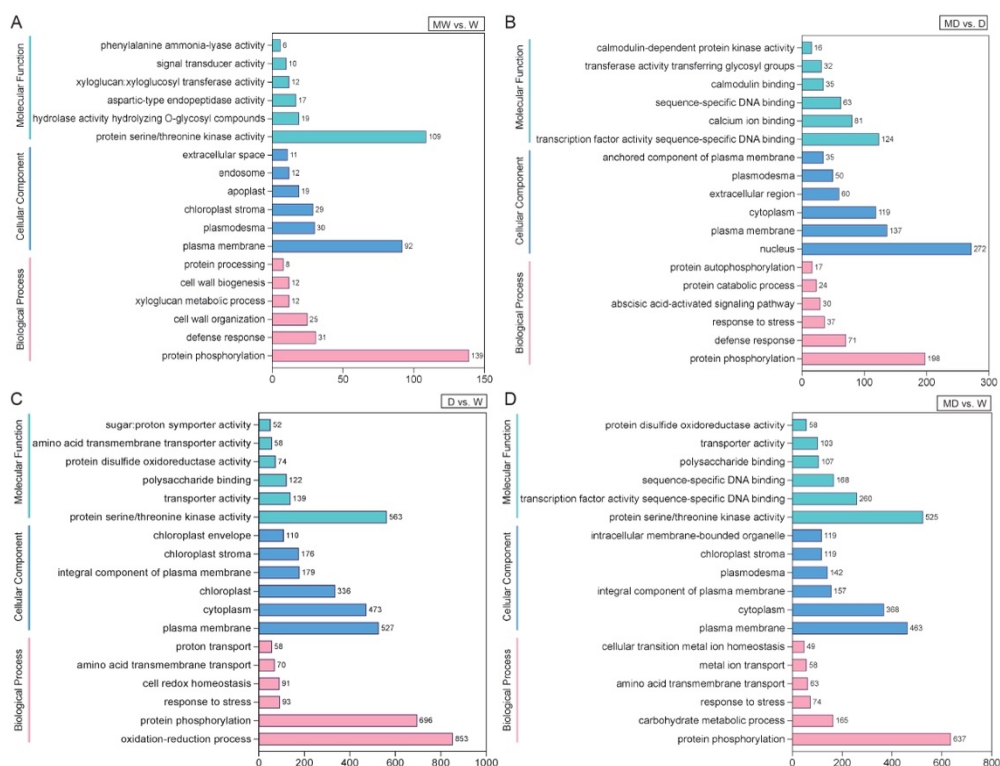 A
MW vs. W
Molecular Function
phenylalanine ammonia-lyase activity 6
signal transducer activity 10
xyloglucan:xyloglucosyl transferase activity 12
aspartic-type endopeptidase activity 17
hydrolase activity hydrolyzing O-glycosyl compounds 19
protein serine/threonine kinase activity 109
Cellular Component
extracellular space 11
endosome 12
apoplast 19
chloroplast stroma 29
plasmodesma 30
plasma membrane 92
Biological Process
protein processing 8
cell wall biogenesis 12
xyloglucan metabolic process 12
cell wall organization 25
defense response 31
protein phosphorylation 139
0 50 100 150
B
MD vs. D
Molecular Function
calmodulin-dependent protein kinase activity 16
transferase activity transferring glycosyl groups 32
calmodulin binding 35
sequence-specific DNA binding 63
calcium ion binding 81
transcription factor activity sequence-specific DNA binding 124
Cellular Component
anchored component of plasma membrane 35
plasmodesma 50
extracellular region 60
cytoplasm 119
plasma membrane 137
nucleus 272
Biological Process
protein autophosphorylation 17
protein catabolic process 24
abscisic acid-activated signaling pathway 30
response to stress 37
defense response 71
protein phosphorylation 198
0 100 200 300
C
D vs. W
Molecular Function
sugar:proton symporter activity 52
amino acid transmembrane transporter activity 58
protein disulfide oxidoreductase activity 74
polysaccharide binding 122
transporter activity 139
protein serine/threonine kinase activity 563
Cellular Component
chloroplast envelope 110
chloroplast stroma 176
integral component of plasma membrane 179
chloroplast 336
cytoplasm 473
plasma membrane 527
Biological Process
proton transport 58
amino acid transmembrane transport 70
cell redox homeostasis 91
response to stress 93
protein phosphorylation 696
oxidation-reduction process 853
0 200 400 600 800 1000
D
MD vs. W
Molecular Function
protein disulfide oxidoreductase activity 58
transporter activity 103
polysaccharide binding 107
sequence-specific DNA binding 168
transcription factor activity sequence-specific DNA binding 260
protein serine/threonine kinase activity 525
Cellular Component
intracellular membrane-bounded organelle 119
chloroplast stroma 119
plasmodesma 142
integral component of plasma membrane 157
cytoplasm 368
plasma membrane 463
Biological Process
cellular transition metal ion homeostasis 49
metal ion transport 58
amino acid transmembrane transport 63
response to stress 74
carbohydrate metabolic process 165
protein phosphorylation 637
0 200 400 600 800